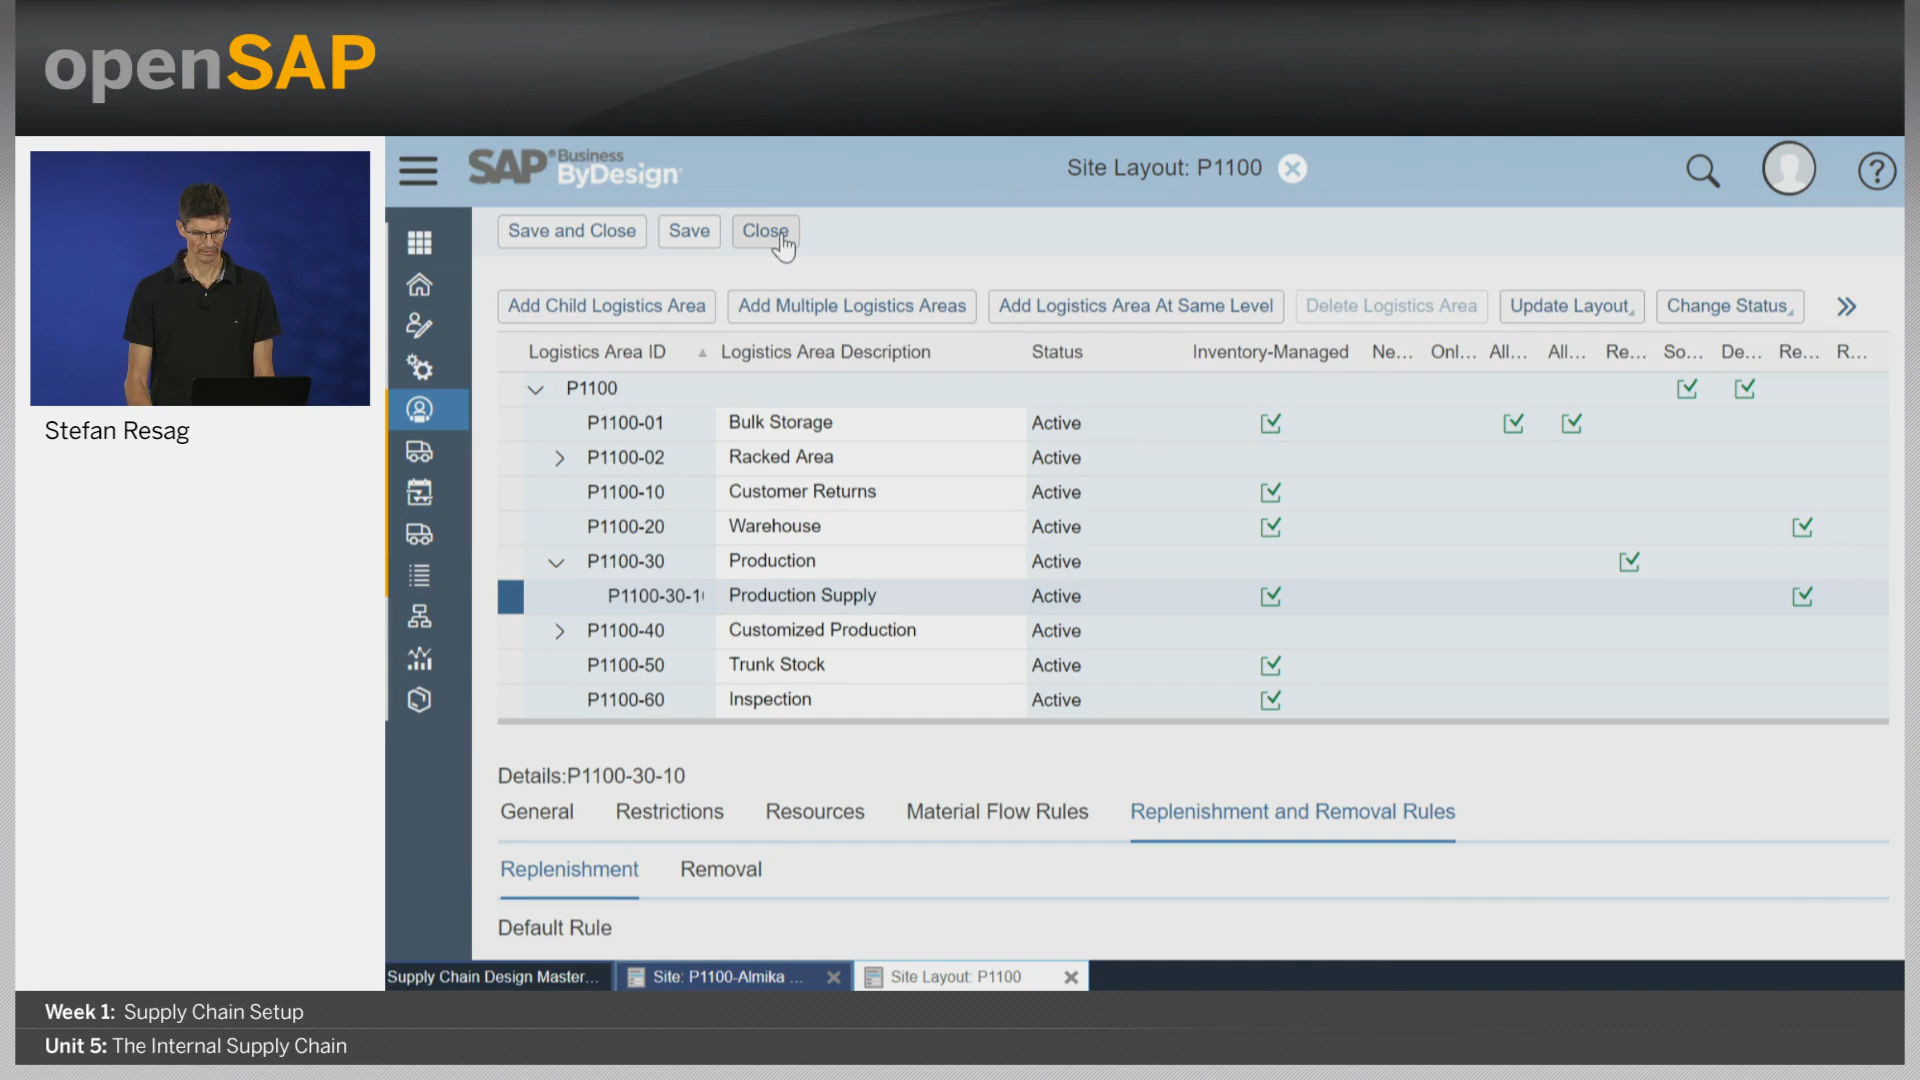 openSAP
SAP Business ByDesign
Site Layout: P1100
Save and Close Save Close
Add Child Logistics Area Add Multiple Logistics Areas Add Logistics Area At Same Level Delete Logistics Area Update Layout Change Status
Logistics Area ID Logistics Area Description Status Inventory-Managed Ne... Onl... All... All... Re... So... De... Re... R...
P1100
P1100-01 Bulk Storage Active
P1100-02 Racked Area Active
P1100-10 Customer Returns Active
P1100-20 Warehouse Active
P1100-30 Production Active
P1100-30-1 Production Supply Active
P1100-40 Customized Production Active
P1100-50 Trunk Stock Active
P1100-60 Inspection Active
Details:P1100-30-10
General Restrictions Resources Material Flow Rules Replenishment and Removal Rules
Replenishment Removal
Default Rule
Supply Chain Design Master... Site: P1100-Almika ... Site Layout: P1100
Stefan Resag
Week 1: Supply Chain Setup
Unit 5: The Internal Supply Chain